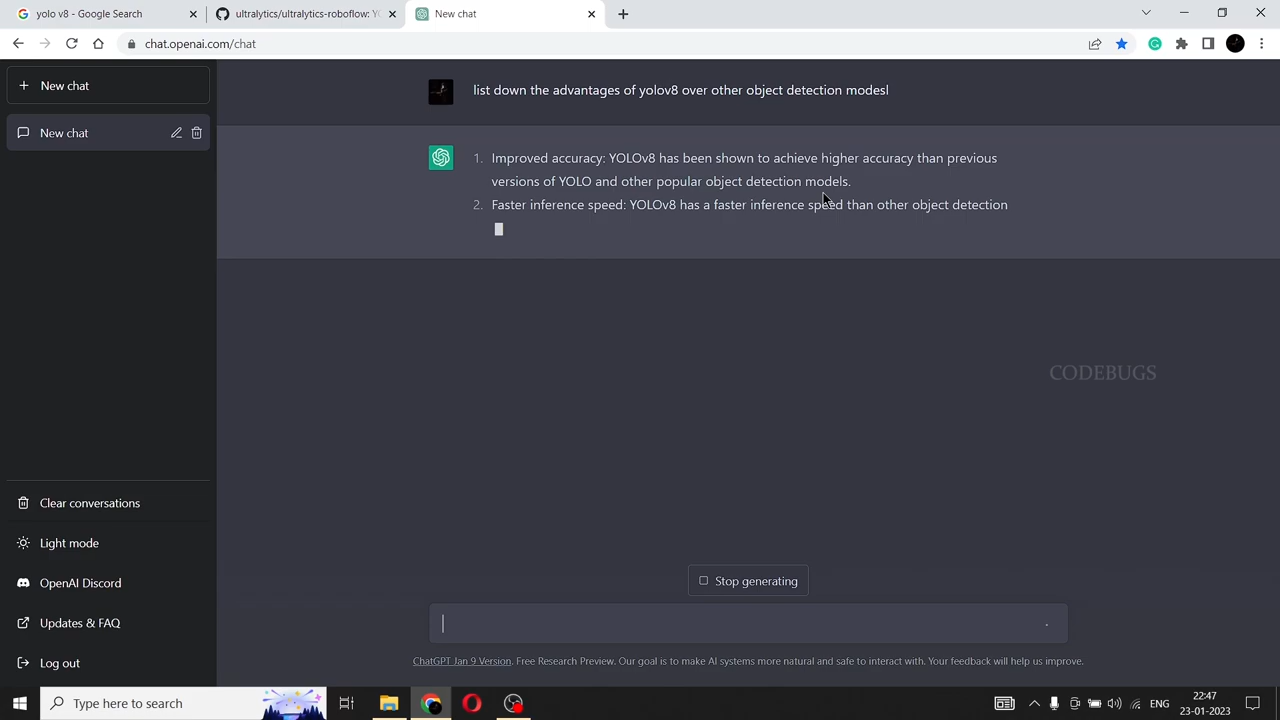 yolo v8 - Google Search
ultralytics/ultralytics-roboflow: YO
New chat
chat.openai.com/chat
New chat
New chat
list down the advantages of yolov8 over other object detection modesl
1. Improved accuracy: YOLOv8 has been shown to achieve higher accuracy than previous
versions of YOLO and other popular object detection models.
2. Faster inference speed: YOLOv8 has a faster inference speed than other object detection
CODEBUGS
Clear conversations
Light mode
OpenAI Discord
Updates & FAQ
Log out
Stop generating
ChatGPT Jan 9 Version. Free Research Preview. Our goal is to make AI systems more natural and safe to interact with. Your feedback will help us improve.
Type here to search
ENG
22:47
23-01-2023